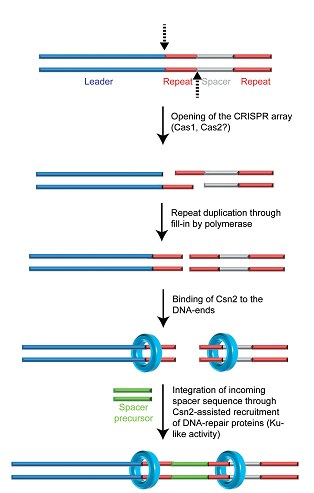 Leader Repeat Spacer Repeat
Opening of the CRISPR array
(Cas1, Cas2?)
Repeat duplication through
fill-in by polymerase
Binding of Csn2 to the
DNA-ends
Spacer
precursor
Integration of incoming
spacer sequence through
Csn2-assisted recruitment
of DNA-repair proteins (Ku-
like activity)